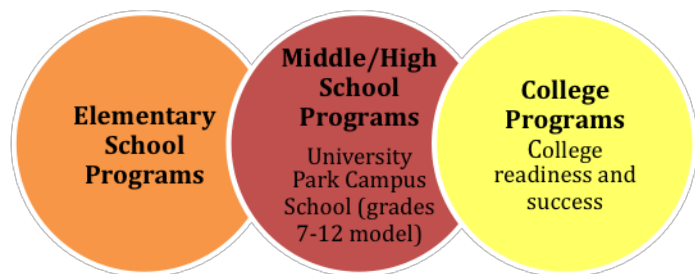 Elementary
School
Programs
Middle/High
School
Programs
University
Park Campus
School (grades
7-12 model)
College
Programs
College
readiness and
success